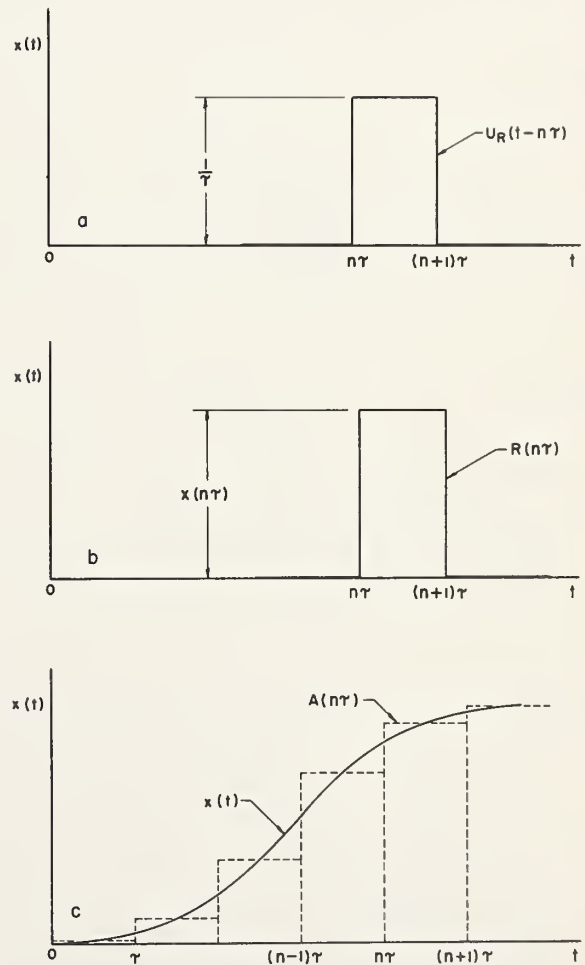 x(t)
U_R(t-nτ)
1/τ
a
0
nτ
(n+1)τ
t
x(t)
R(nτ)
x(nτ)
b
0
nτ
(n+1)τ
t
x(t)
A(nτ)
x(t)
c
0
τ
(n-1)τ
nτ
(n+1)τ
t